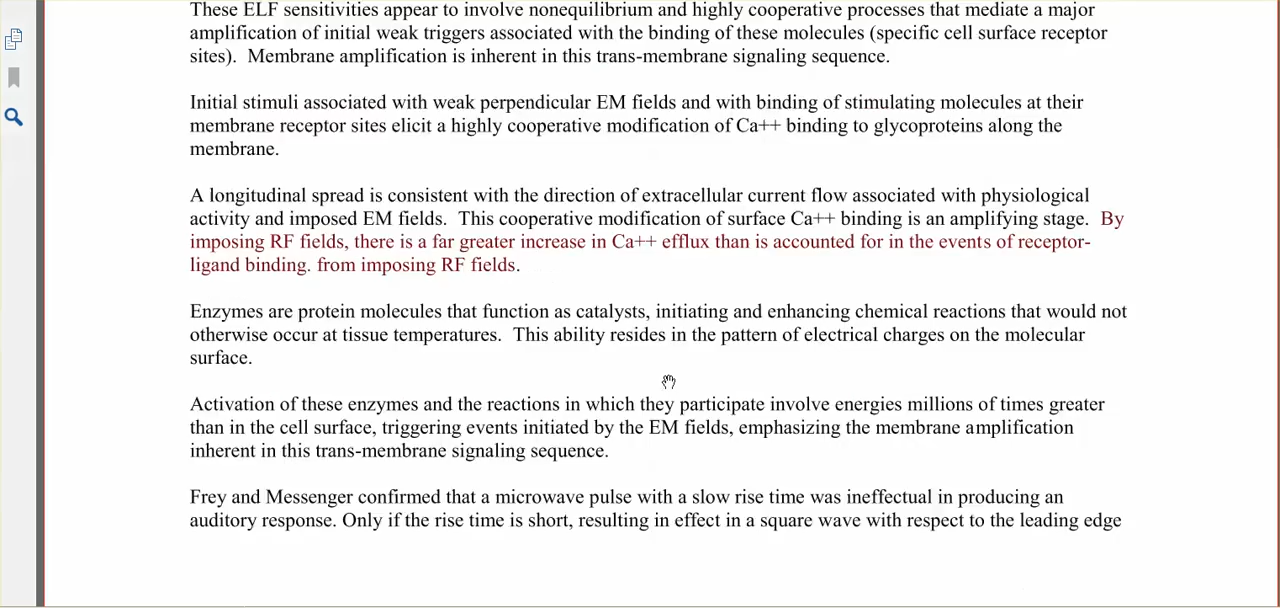 These ELF sensitivities appear to involve nonequilibrium and highly cooperative processes that mediate a major
amplification of initial weak triggers associated with the binding of these molecules (specific cell surface receptor
sites).  Membrane amplification is inherent in this trans-membrane signaling sequence.
Initial stimuli associated with weak perpendicular EM fields and with binding of stimulating molecules at their
membrane receptor sites elicit a highly cooperative modification of Ca++ binding to glycoproteins along the
membrane.
A longitudinal spread is consistent with the direction of extracellular current flow associated with physiological
activity and imposed EM fields.  This cooperative modification of surface Ca++ binding is an amplifying stage.  By
imposing RF fields, there is a far greater increase in Ca++ efflux than is accounted for in the events of receptor-
ligand binding. from imposing RF fields.
Enzymes are protein molecules that function as catalysts, initiating and enhancing chemical reactions that would not
otherwise occur at tissue temperatures.  This ability resides in the pattern of electrical charges on the molecular
surface.
Activation of these enzymes and the reactions in which they participate involve energies millions of times greater
than in the cell surface, triggering events initiated by the EM fields, emphasizing the membrane amplification
inherent in this trans-membrane signaling sequence.
Frey and Messenger confirmed that a microwave pulse with a slow rise time was ineffectual in producing an
auditory response. Only if the rise time is short, resulting in effect in a square wave with respect to the leading edge